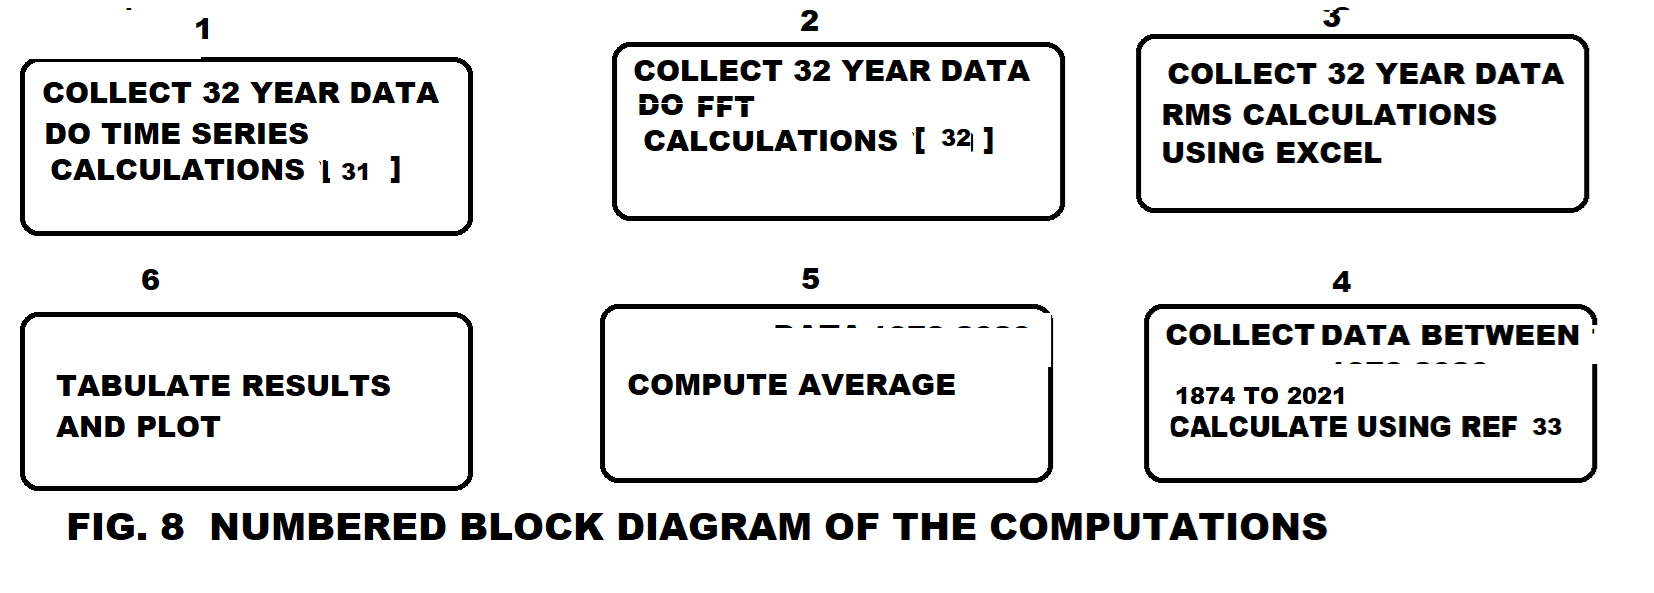 1
COLLECT 32 YEAR DATA
DO TIME SERIES
CALCULATIONS [ 31 ]
2
COLLECT 32 YEAR DATA
DO FFT
CALCULATIONS [ 32 ]
3
COLLECT 32 YEAR DATA
RMS CALCULATIONS
USING EXCEL
6
TABULATE RESULTS
AND PLOT
5
COMPUTE AVERAGE
4
COLLECT DATA BETWEEN
1874 TO 2021
CALCULATE USING REF 33
FIG. 8 NUMBERED BLOCK DIAGRAM OF THE COMPUTATIONS